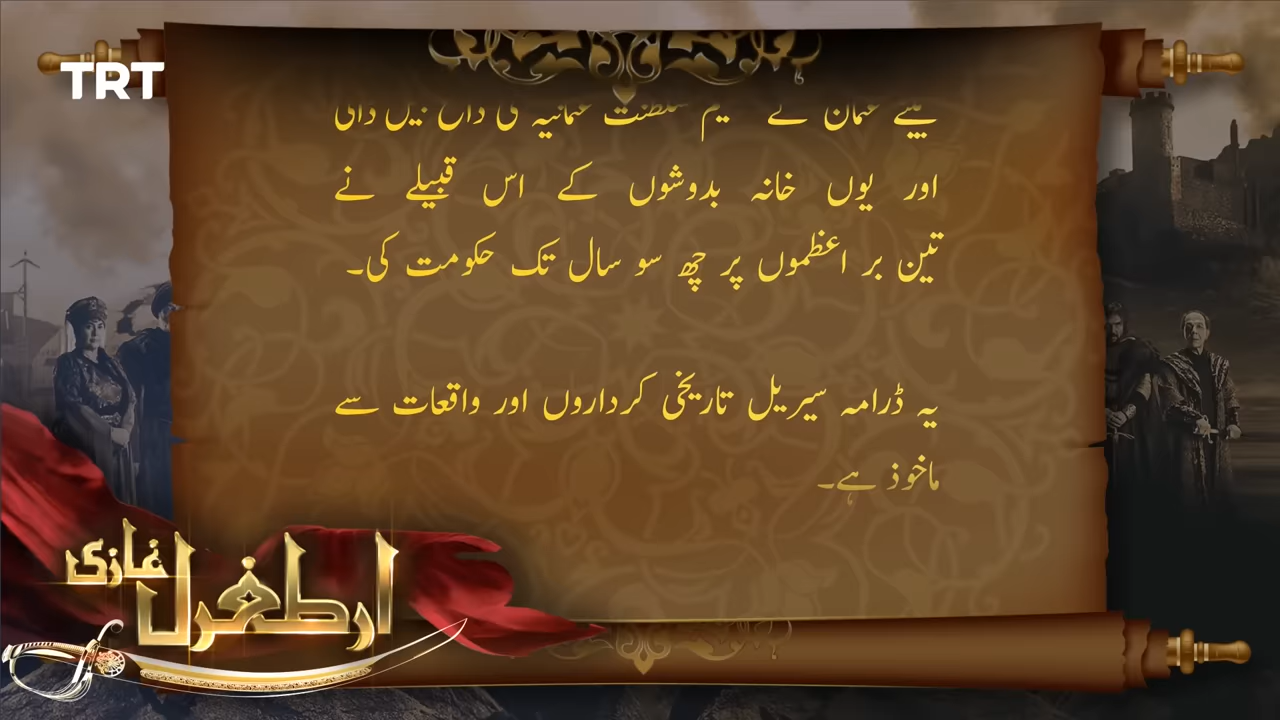 TRT
اور یوں خانہ بدوشوں کے اس قبیلے نے
تین بر اعظموں پر چھ سو سال تک حکومت کی۔
یہ ڈرامہ سیریل تاریخی کرداروں اور واقعات سے
ماخوذ ہے۔
ارطغرل غازی